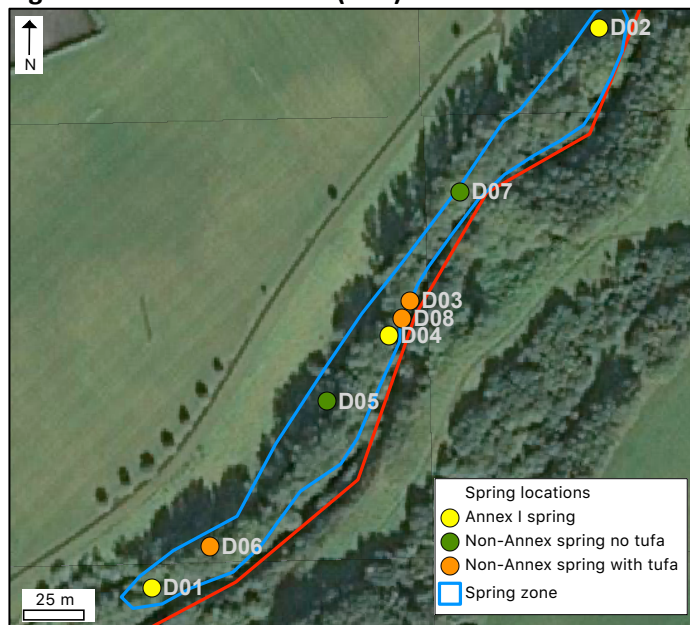 N
D02
D07
D03
D08
D04
D05
D06
D01
25 m
Spring locations
Annex I spring
Non-Annex spring no tufa
Non-Annex spring with tufa
Spring zone